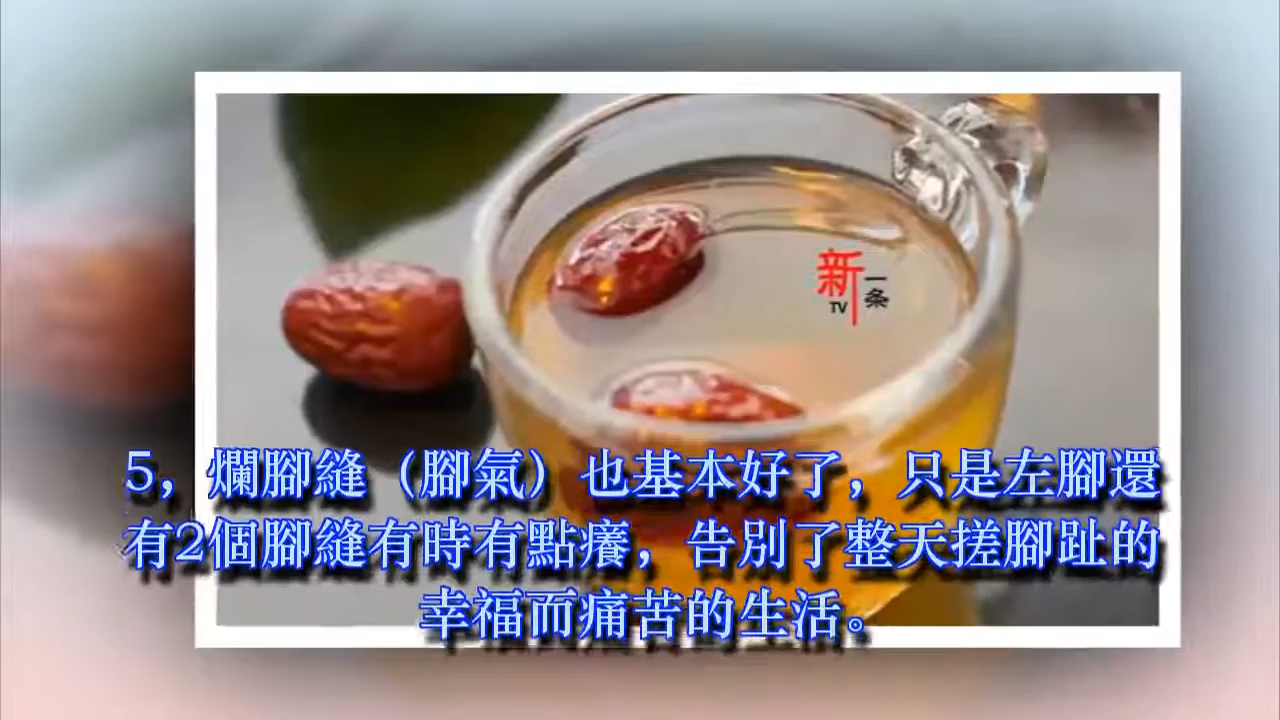 新
一条
TV
5，爛腳縫（腳氣）也基本好了，只是左腳還
有2個腳縫有時有點癢，告別了整天搓腳趾的
幸福而痛苦的生活。